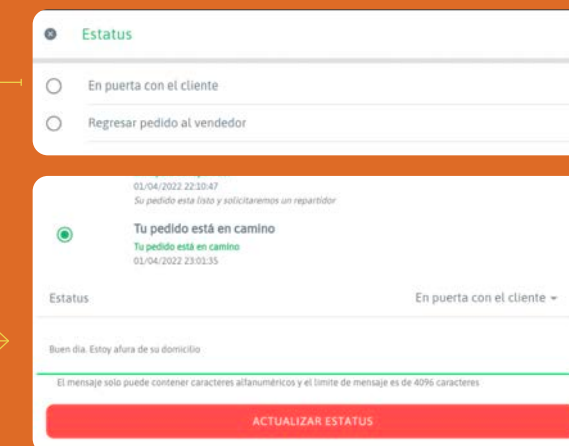 Estatus
En puerta con el cliente
Regresar pedido al vendedor
01/04/2022 22:10:47
Su pedido esta listo y solicitaremos un repartidor
Tu pedido está en camino
Tu pedido está en camino
01/04/2022 23:01:35
Estatus En puerta con el cliente
Buen dia. Estoy afura de su domicilio
El mensaje solo puede contener caracteres alfanuméricos y el limite de mensaje es de 4096 caracteres
ACTUALIZAR ESTATUS